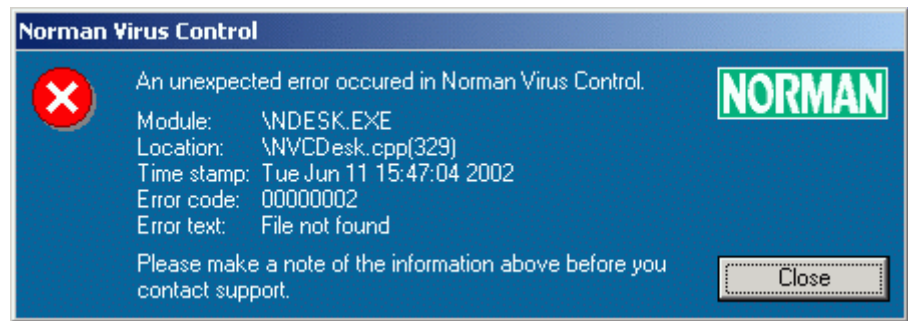 Norman Virus Control
An unexpected error occured in Norman Virus Control.
NORMAN
Module: \NDESK.EXE
Location: \NVCDesk.cpp(329)
Time stamp: Tue Jun 11 15:47:04 2002
Error code: 00000002
Error text: File not found
Please make a note of the information above before you
contact support.
Close